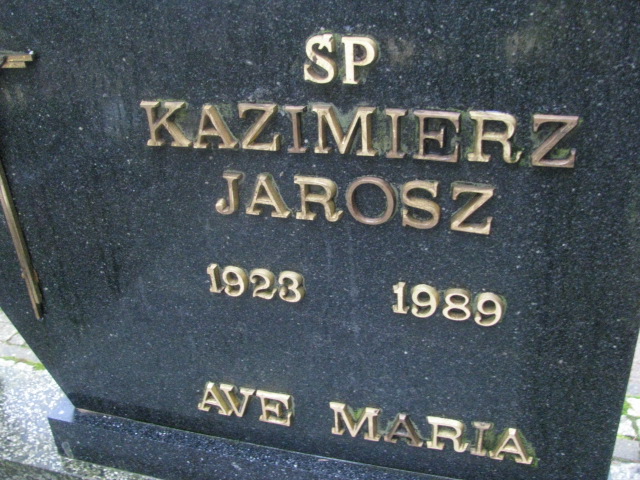 SP
KAZIMIERZ
JAROSZ
1923 1989
AVE MARIA